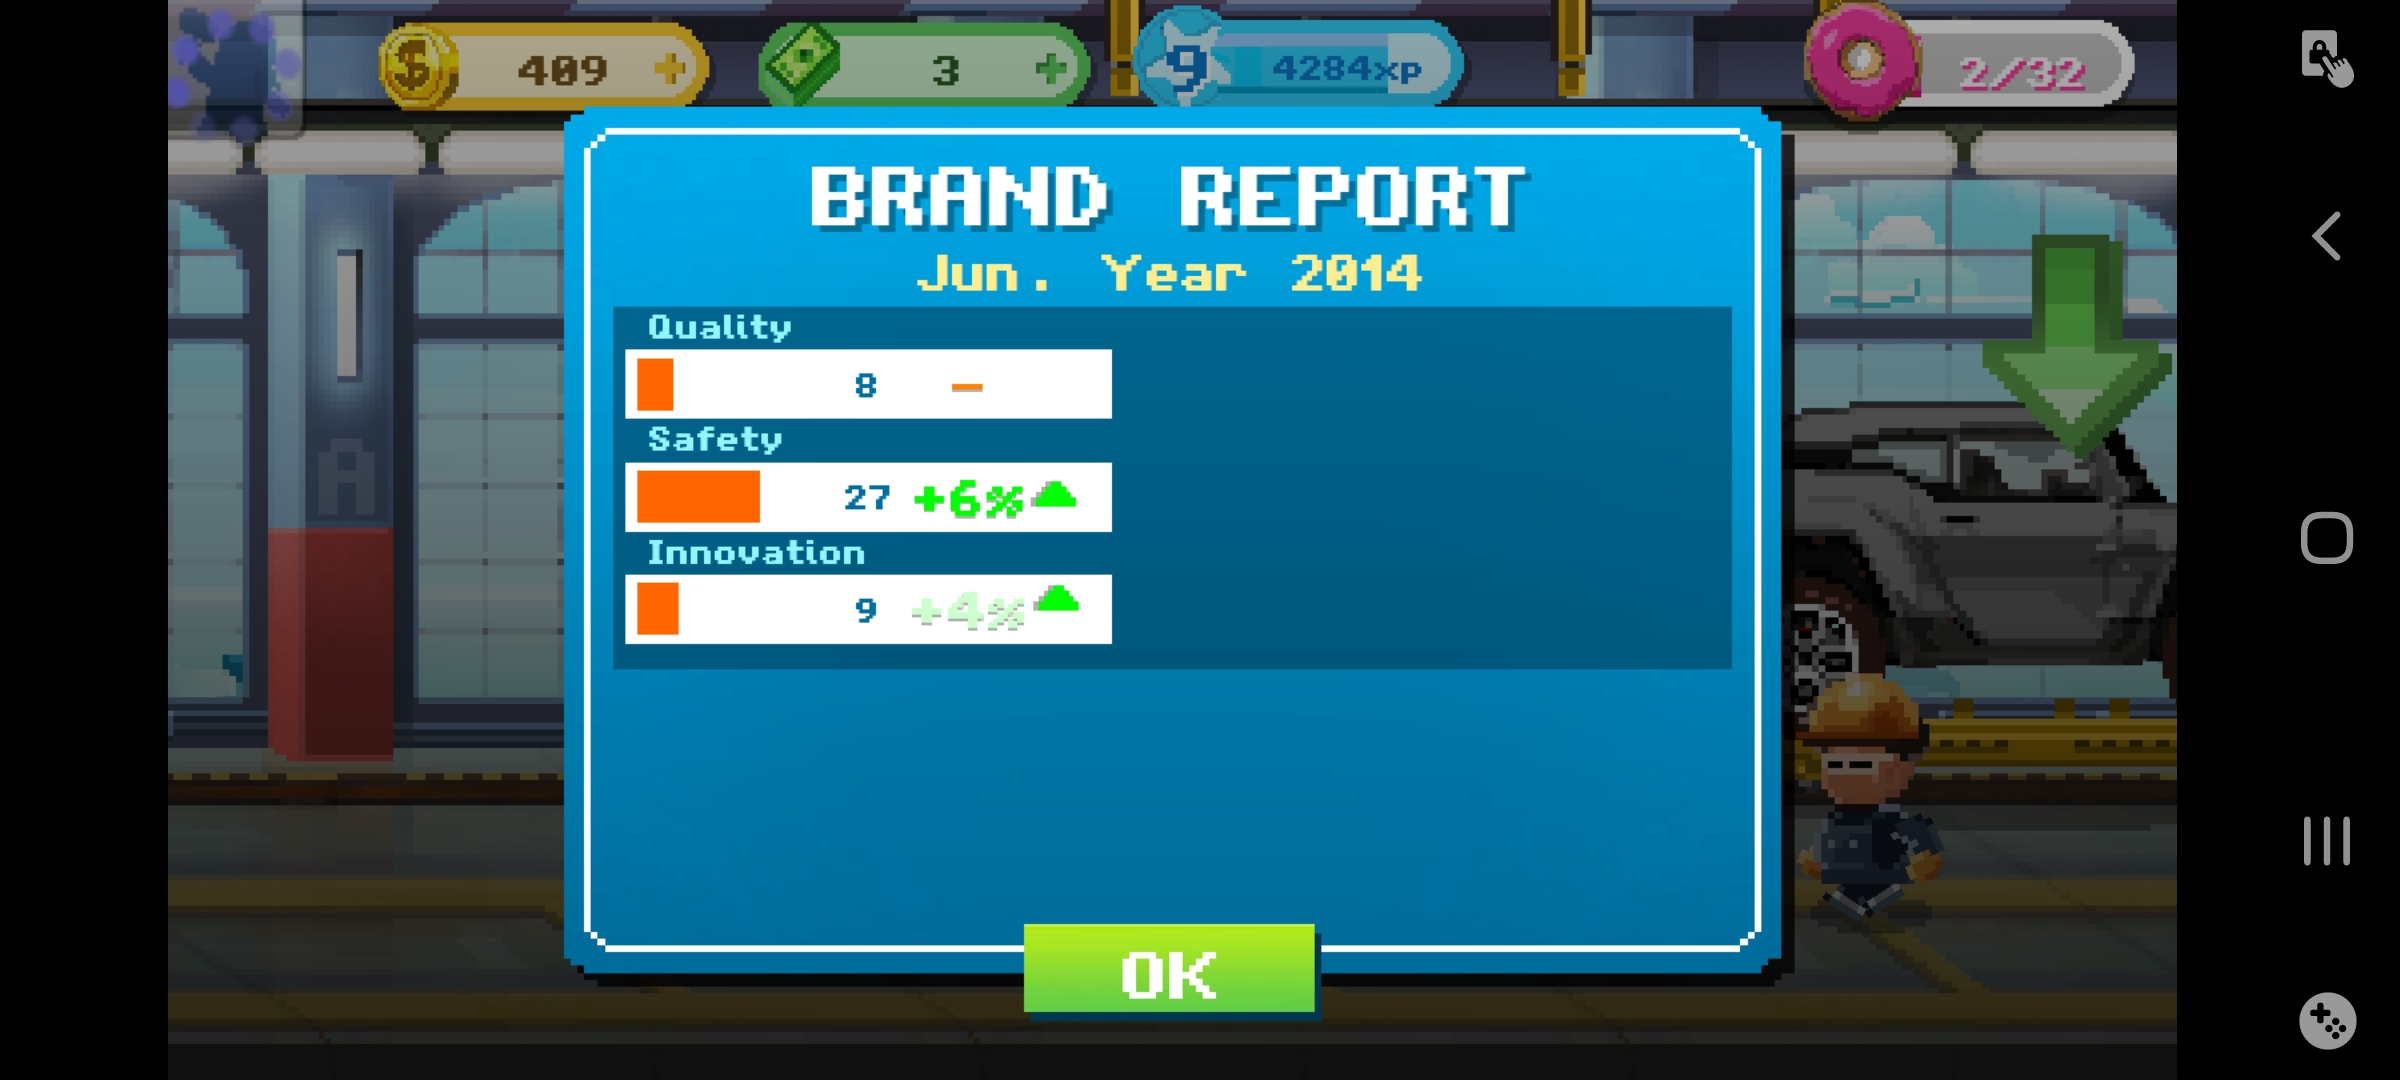 409 +
3 +
9 4284xp
2/32
BRAND REPORT
Jun. Year 2014
Quality
8 -
Safety
27 +6%
Innovation
9 +4%
A
OK